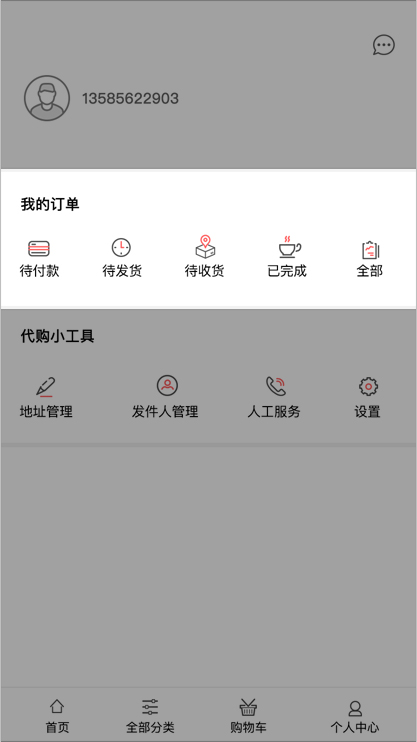 13585622903
我的订单
待付款 待发货 待收货 已完成 全部
代购小工具
地址管理 发件人管理 人工服务 设置
首页 全部分类 购物车 个人中心